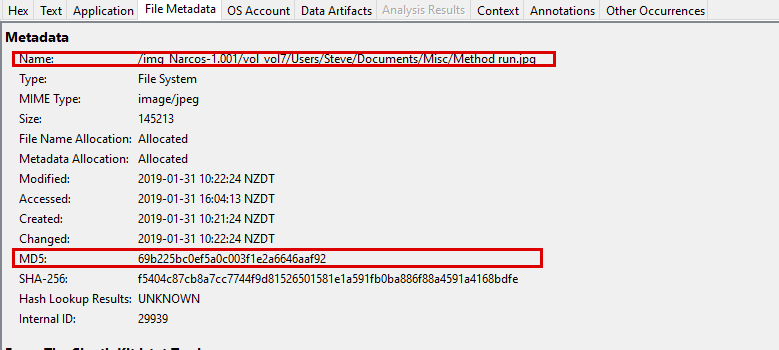 Hex Text Application File Metadata OS Account Data Artifacts Analysis Results Context Annotations Other Occurrences
Metadata
Name: /img_Narcos-1.001/vol_vol7/Users/Steve/Documents/Misc/Method run.jpg
Type: File System
MIME Type: image/jpeg
Size: 145213
File Name Allocation: Allocated
Metadata Allocation: Allocated
Modified: 2019-01-31 10:22:24 NZDT
Accessed: 2019-01-31 16:04:13 NZDT
Created: 2019-01-31 10:21:24 NZDT
Changed: 2019-01-31 10:22:24 NZDT
MD5: 69b225bc0ef5a0c003f1e2a6646aaf92
SHA-256: f5404c87cb8a7cc7744f9d81526501581e1a591fb0ba886f88a4591a4168bdfe
Hash Lookup Results: UNKNOWN
Internal ID: 29939